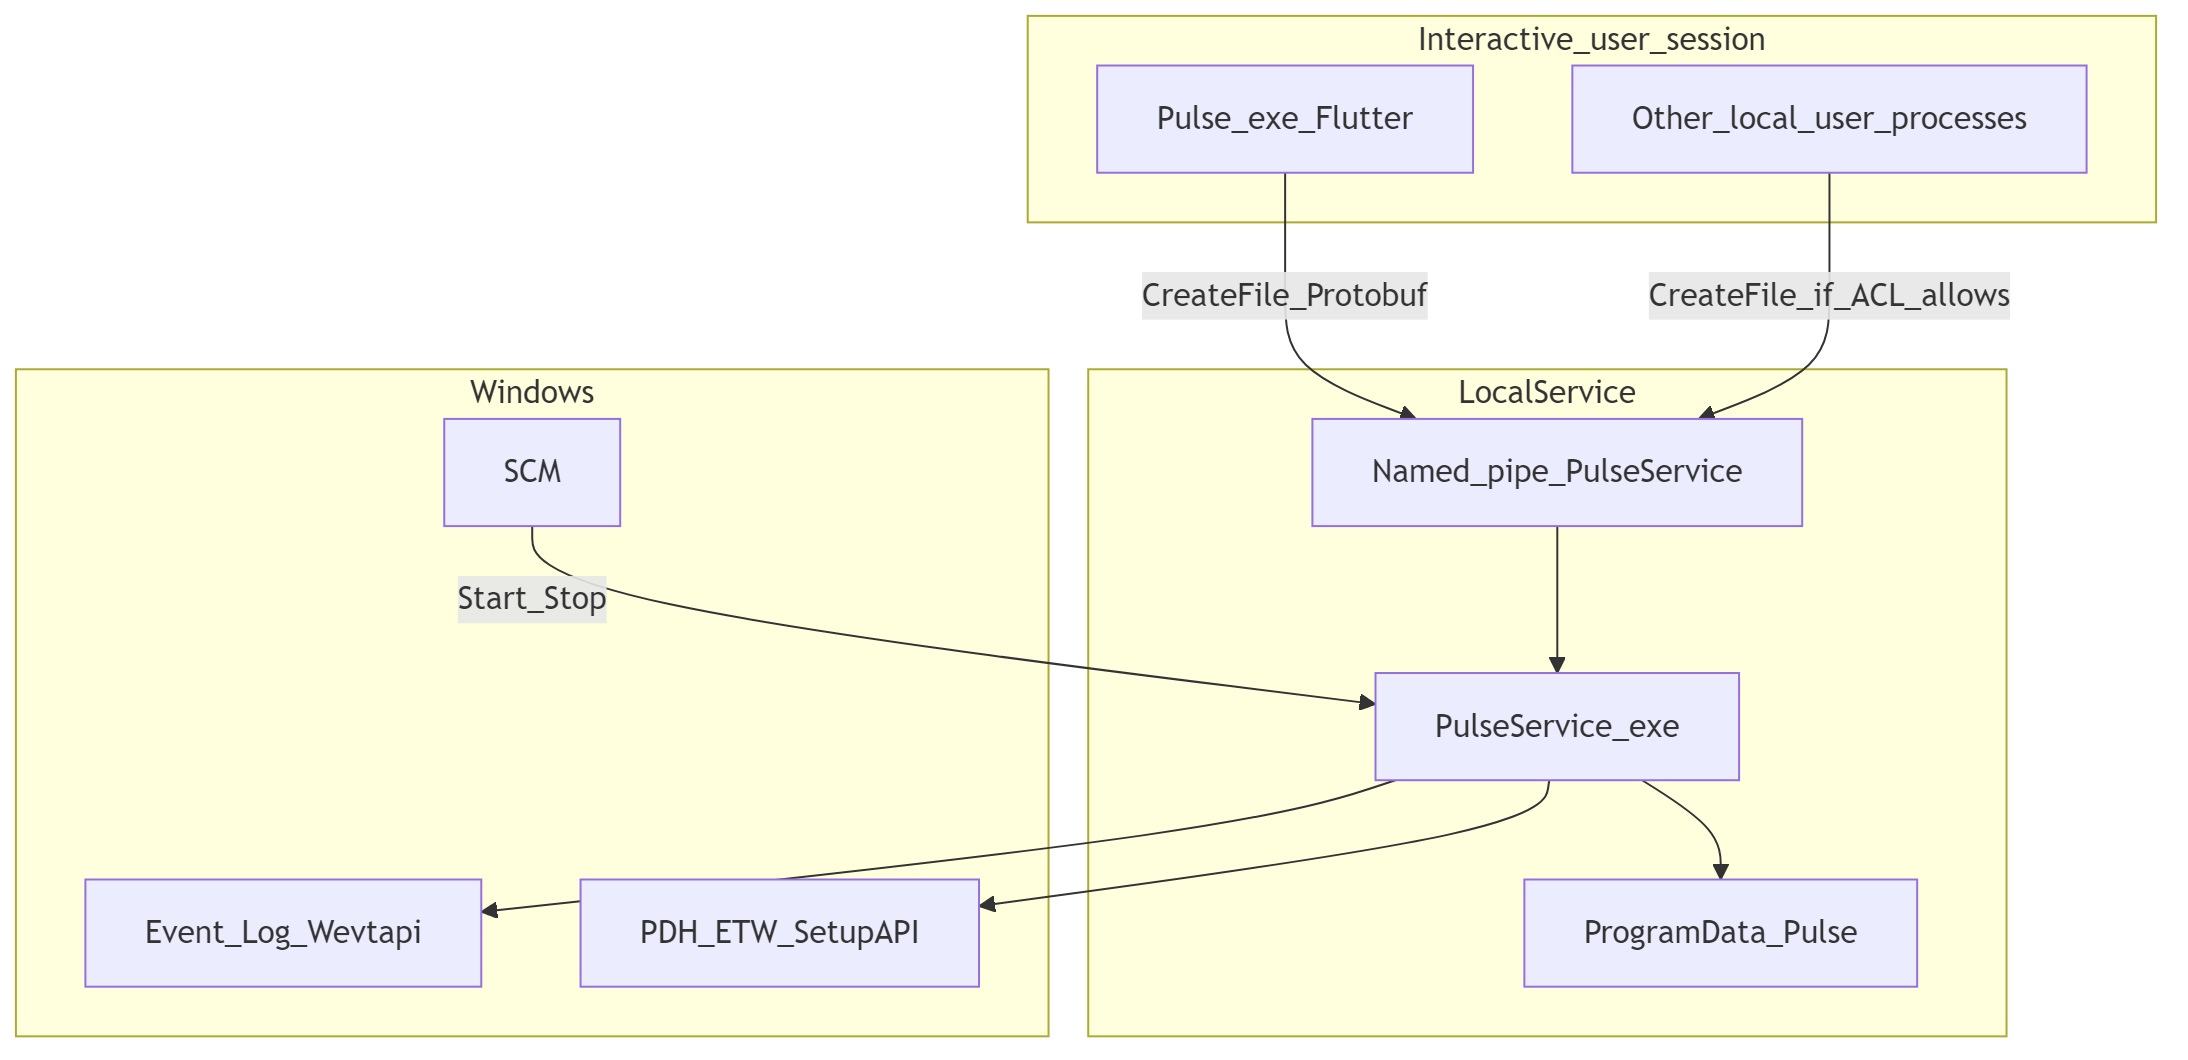 Interactive_user_session
Pulse_exe_Flutter
Other_local_user_processes
CreateFile_Protobuf
CreateFile_if_ACL_allows
Windows
LocalService
SCM
Named_pipe_PulseService
Start_Stop
PulseService_exe
Event_Log_Wevtapi
PDH_ETW_SetupAPI
ProgramData_Pulse